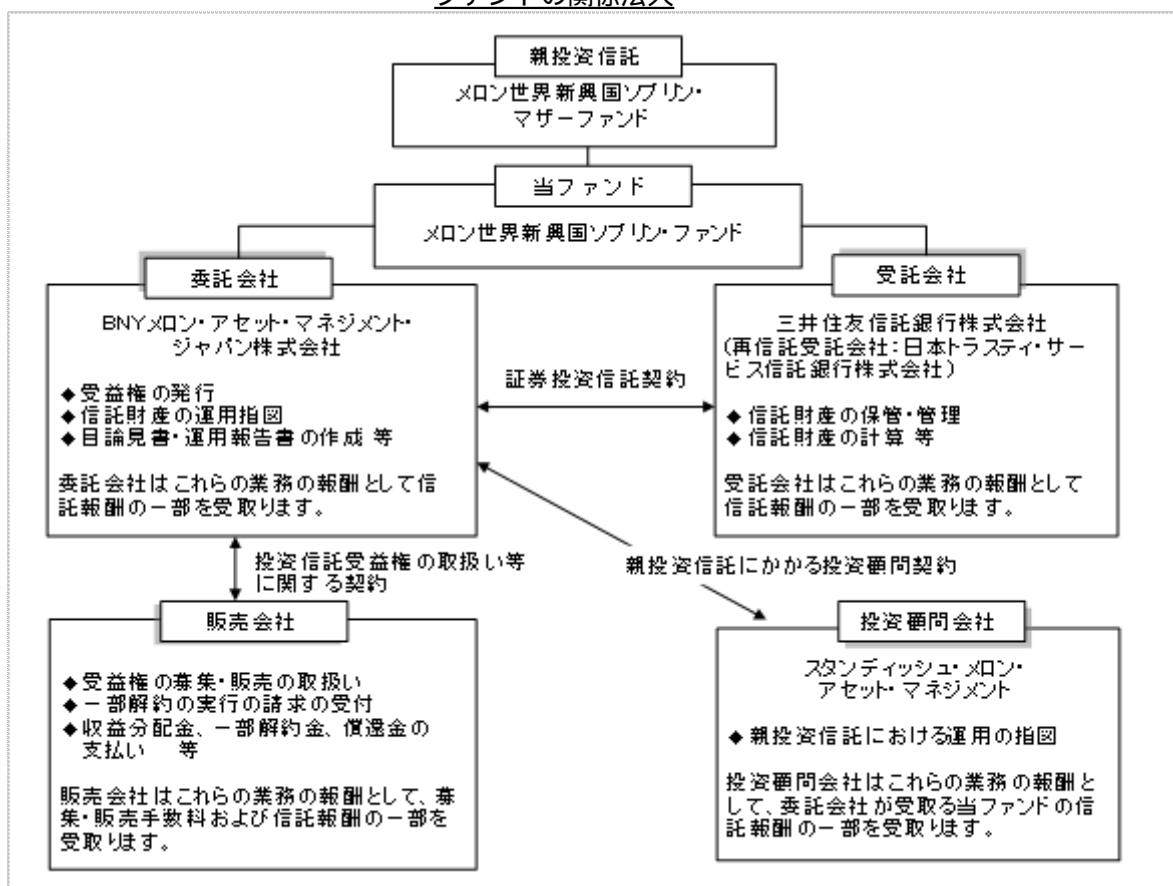 ファンドの関係法人
親投資信託
メロン世界新興国ソブリン・
マザーファンド
当ファンド
メロン世界新興国ソブリン・ファンド
委託会社
BNYメロン・アセット・マネジメント・
ジャパン株式会社
◆受益権の発行
◆信託財産の運用指図
◆目論見書・運用報告書の作成 等
委託会社はこれらの業務の報酬として信
託報酬の一部を受取ります。
証券投資信託契約
受託会社
三井住友信託銀行株式会社
(再信託受託会社:日本トラスティ・サー
ビス信託銀行株式会社)
◆信託財産の保管・管理
◆信託財産の計算 等
受託会社はこれらの業務の報酬として
信託報酬の一部を受取ります。
投資信託受益権の取扱い等
に関する契約
親投資信託にかかる投資顧問契約
販売会社
◆受益権の募集・販売の取扱い
◆一部解約の実行の請求の受付
◆収益分配金、一部解約金、償還金の
支払い 等
販売会社はこれらの業務の報酬として、募
集・販売手数料および信託報酬の一部を
受取ります。
投資顧問会社
スタンディッシュ・メロン・
アセット・マネジメント
◆親投資信託における運用の指図
投資顧問会社はこれらの業務の報酬と
して、委託会社が受取る当ファンドの信
託報酬の一部を受取ります。